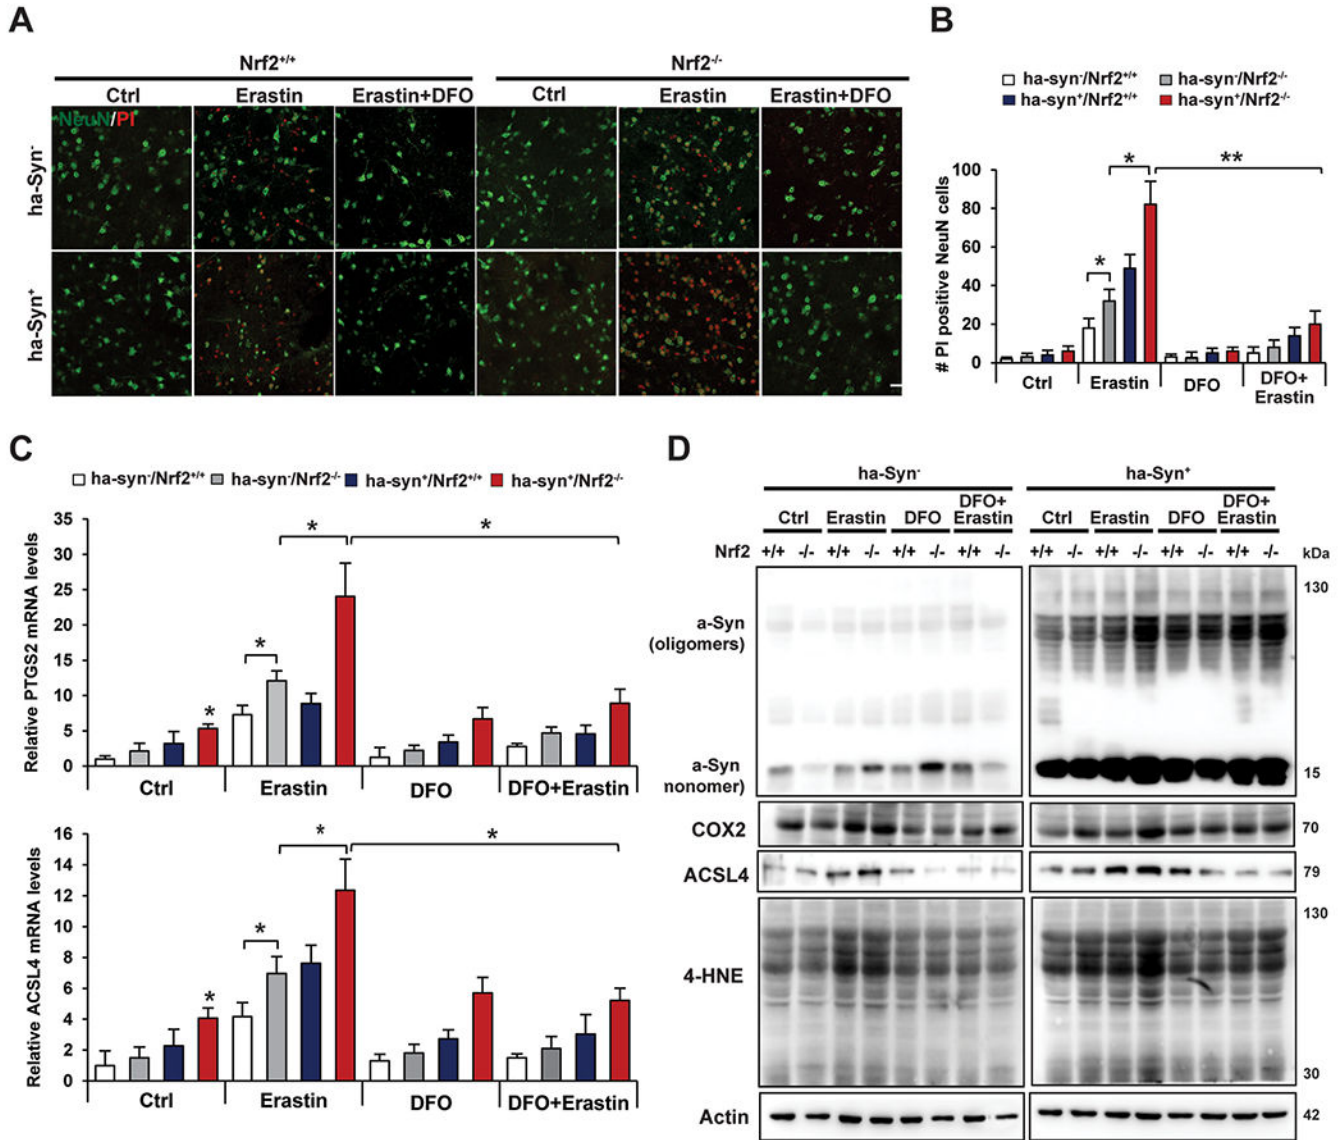 A
Nrf2+/+
Nrf2-/-
Ctrl
Erastin
Erastin+DFO
Ctrl
Erastin
Erastin+DFO
NeuN/PI
ha-Syn-
ha-Syn+
B
ha-syn-/Nrf2+/+
ha-syn-/Nrf2-/-
ha-syn+/Nrf2+/+
ha-syn+/Nrf2-/-
# PI positive NeuN cells
100
80
60
40
20
0
*
*
**
Ctrl
Erastin
DFO
DFO+
Erastin
C
ha-syn-/Nrf2+/+
ha-syn-/Nrf2-/-
ha-syn+/Nrf2+/+
ha-syn+/Nrf2-/-
Relative PTGS2 mRNA levels
35
30
25
20
15
10
5
0
*
*
*
*
Ctrl
Erastin
DFO
DFO+Erastin
Relative ACSL4 mRNA levels
16
14
12
10
8
6
4
2
0
*
*
*
*
Ctrl
Erastin
DFO
DFO+Erastin
D
ha-Syn-
ha-Syn+
Ctrl
Erastin
DFO
DFO+
Erastin
Ctrl
Erastin
DFO
DFO+
Erastin
Nrf2 +/+ -/- +/+ -/- +/+ -/- +/+ -/- +/+ -/- +/+ -/- +/+ -/- +/+ -/- kDa
a-Syn
(oligomers)
130
a-Syn
nonomer)
15
COX2
70
ACSL4
79
4-HNE
130
30
Actin
42